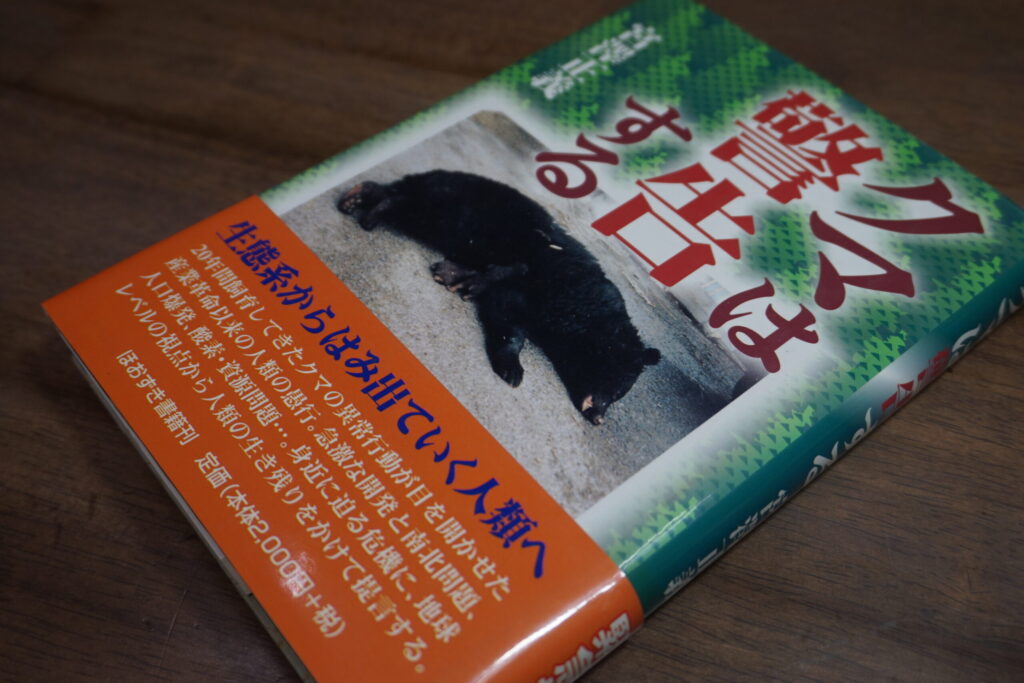 クマは
警告
する
宮澤正義
生態系からはみ出ていく人類へ
20年間飼育してきたクマの異常行動が目を開かせた
産業革命以来の人類の愚行。急激な開発と南北問題、
人口爆発、酸素・資源問題…。身近に迫る危機に、地球
レベルの視点から人類の生き残りをかけて提言する。
ほおずき書籍刊 定価(本体2,000円+税)